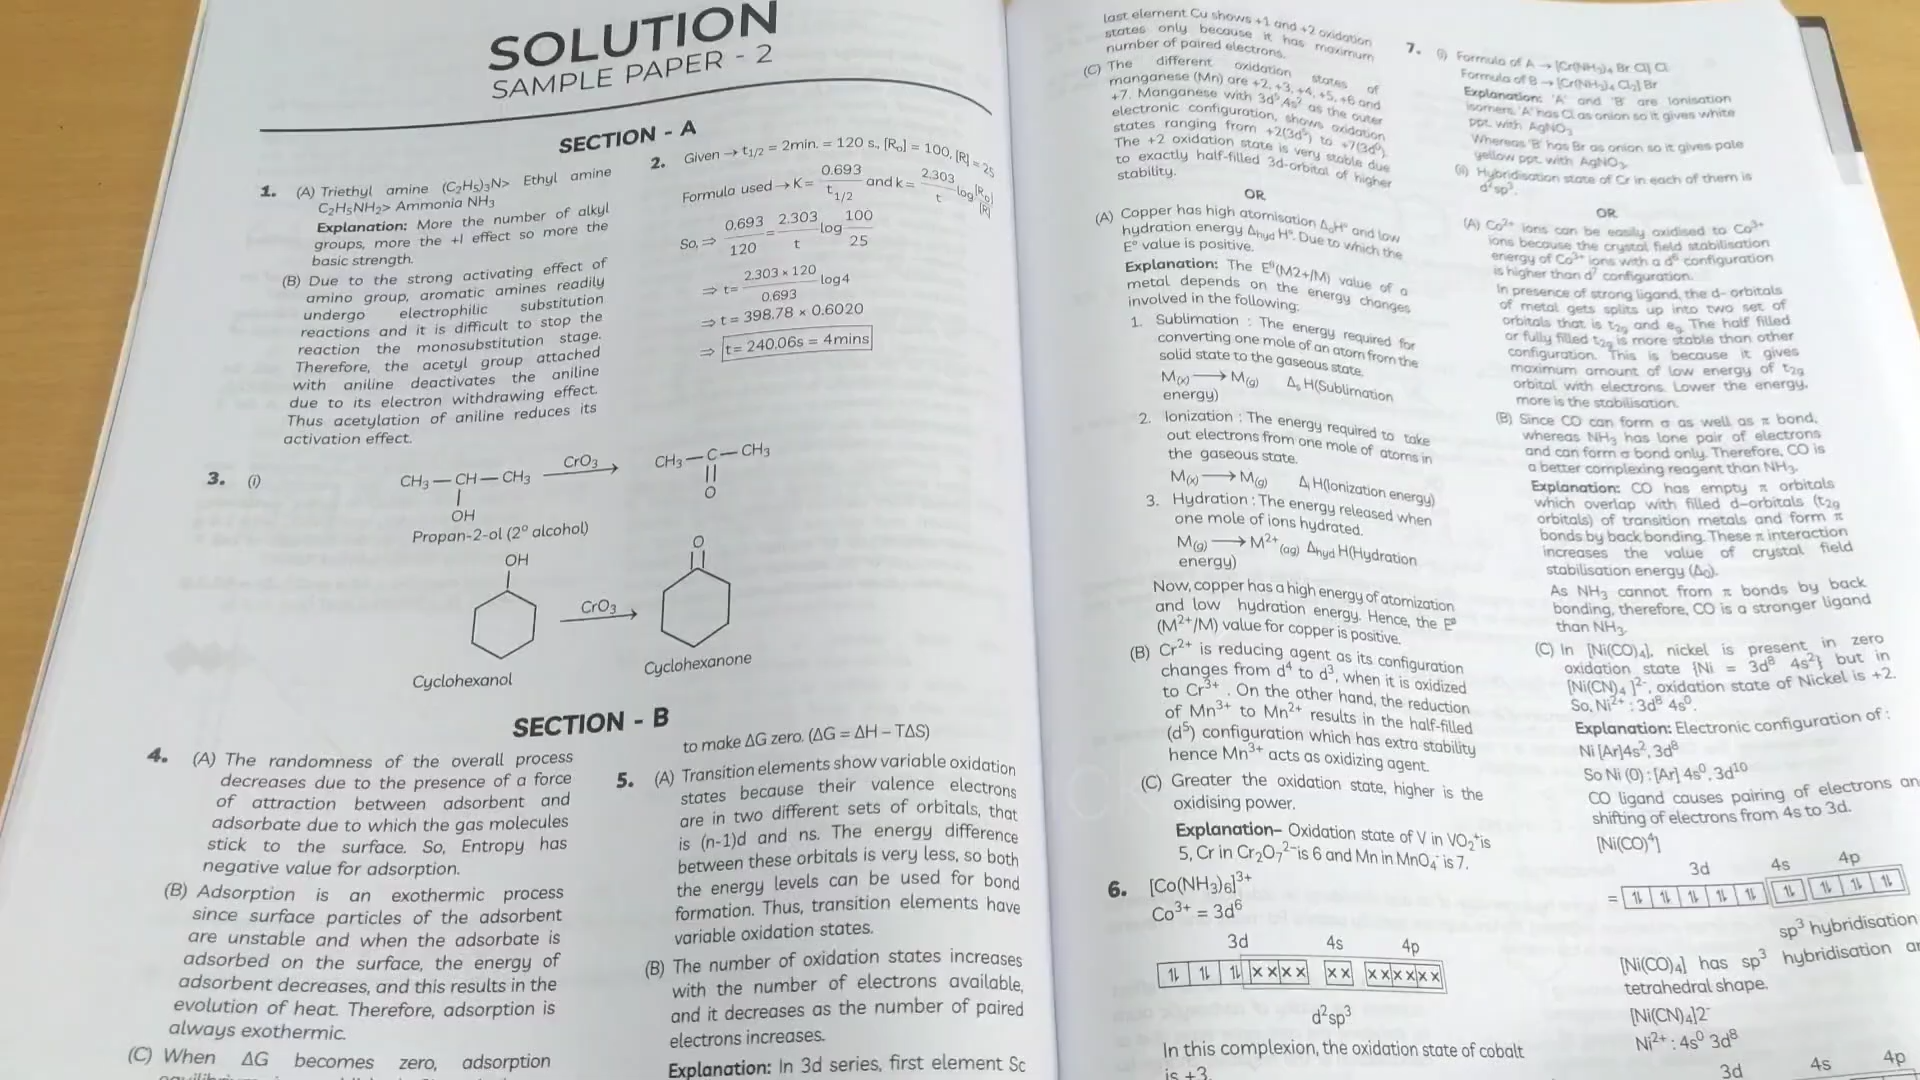 SOLUTION
SAMPLE PAPER - 2
SECTION - A
1. (A) Triethyl amine (C₂H₅)₃N> Ethyl amine
C₂H₅NH₂> Ammonia NH₃
Explanation: More the number of alkyl
groups, more the +I effect so more the
basic strength.
(B) Due to the strong activating effect of
amino group, aromatic amines readily
undergo electrophilic substitution
reactions and it is difficult to stop the
reaction the monosubstitution stage.
Therefore, the acetyl group attached
with aniline deactivates the aniline
due to its electron withdrawing effect.
Thus acetylation of aniline reduces its
activation effect.
2. Given → t₁/₂ = 2min. = 120 s., [R₀] = 100, [R] = 25
Formula used → K = 0.693/t₁/₂ and k = 2.303/t log [R₀]/[R]
So, ⇒ 0.693/120 = 2.303/t log 100/25
⇒ t = 2.303 × 120/0.693 log4
⇒ t = 398.78 × 0.6020
⇒ t = 240.06s = 4mins
3. (i)
CH₃ — CH — CH₃ CrO₃ → CH₃ — C — CH₃
OH O
Propan-2-ol (2° alcohol)
OH O
CrO₃ →
Cyclohexanol Cyclohexanone
SECTION - B
4. (A) The randomness of the overall process
decreases due to the presence of a force
of attraction between adsorbent and
adsorbate due to which the gas molecules
stick to the surface. So, Entropy has
negative value for adsorption.
(B) Adsorption is an exothermic process
since surface particles of the adsorbent
are unstable and when the adsorbate is
adsorbed on the surface, the energy of
adsorbent decreases, and this results in the
evolution of heat. Therefore, adsorption is
always exothermic.
(C) When ΔG becomes zero, adsorption
to make ΔG zero. (ΔG = ΔH – TΔS)
5. (A) Transition elements show variable oxidation
states because their valence electrons
are in two different sets of orbitals, that
is (n-1)d and ns. The energy difference
between these orbitals is very less, so both
the energy levels can be used for bond
formation. Thus, transition elements have
variable oxidation states.
(B) The number of oxidation states increases
with the number of electrons available,
and it decreases as the number of paired
electrons increases.
Explanation: In 3d series, first element Sc
last element Cu shows +1 and +2 oxidation
states only because it has maximum
number of paired electrons.
(C) The different oxidation states of
manganese (Mn) are +2, +3, +4, +5, +6 and
+7. Manganese with 3d⁵ 4s² as the outer
electronic configuration, shows oxidation
states ranging from +2(3d⁵) to +7(3d⁰).
The +2 oxidation state is very stable due
to exactly half-filled 3d-orbital of higher
stability.
OR
(A) Copper has high atomisation ΔₐH° and low
hydration energy Δhyd H°. Due to which the
E° value is positive.
Explanation: The E°(M2+/M) value of a
metal depends on the energy changes
involved in the following:
1. Sublimation : The energy required for
converting one mole of an atom from the
solid state to the gaseous state.
M(x) → M(g) Δₛ H(Sublimation
energy)
2. Ionization : The energy required to take
out electrons from one mole of atoms in
the gaseous state.
M(x) → M(g) Δᵢ H(Ionization energy)
3. Hydration : The energy released when
one mole of ions hydrated.
M(g) → M²⁺(aq) Δhyd H(Hydration
energy)
Now, copper has a high energy of atomization
and low hydration energy. Hence, the E°
(M²⁺/M) value for copper is positive.
(B) Cr²⁺ is reducing agent as its configuration
changes from d⁴ to d³, when it is oxidized
to Cr³⁺. On the other hand, the reduction
of Mn³⁺ to Mn²⁺ results in the half-filled
(d⁵) configuration which has extra stability
hence Mn³⁺ acts as oxidizing agent.
(C) Greater the oxidation state, higher is the
oxidising power.
Explanation– Oxidation state of V in VO₂⁺is
5, Cr in Cr₂O₇²⁻is 6 and Mn in MnO₄⁻ is 7.
6. [Co(NH₃)₆]³⁺
Co³⁺ = 3d⁶
3d 4s 4p
⥮ ⥮ ⥮ x x x x x x x x x x x x
d²sp³
In this complexion, the oxidation state of cobalt
is +3.
7. (i) Formula of A → [Cr(NH₃)₄ Br Cl] Cl
Formula of B → [Cr(NH₃)₄ Cl₂] Br
Explanation: 'A' and 'B' are Ionisation
isomers. 'A' has Cl as anion so it gives white
ppt. with AgNO₃
Whereas 'B' has Br as anion so it gives pale
yellow ppt. with AgNO₃.
(ii) Hybridisation state of Cr in each of them is
d²sp³.
OR
(A) Co²⁺ ions can be easily oxidised to Co³⁺
ions because the crystal field stabilisation
energy of Co³⁺ ions with a d⁶ configuration
is higher than d⁷ configuration.
In presence of strong ligand, the d- orbitals
of metal gets splits up into two set of
orbitals that is t₂g and eg. The half filled
or fully filled t₂g is more stable than other
configuration. This is because it gives
maximum amount of low energy of t₂g
orbital with electrons. Lower the energy,
more is the stabilisation.
(B) Since CO can form σ as well as π bond,
whereas NH₃ has lone pair of electrons
and can form σ bond only. Therefore, CO is
a better complexing reagent than NH₃.
Explanation: CO has empty π orbitals
which overlap with filled d-orbitals (t₂g
orbitals) of transition metals and form π
bonds by back bonding. These π interaction
increases the value of crystal field
stabilisation energy (Δ₀).
As NH₃ cannot from π bonds by back
bonding, therefore, CO is a stronger ligand
than NH₃.
(C) In [Ni(CO)₄], nickel is present in zero
oxidation state {Ni = 3d⁸ 4s²} but in
[Ni(CN)₄ ]²⁻, oxidation state of Nickel is +2.
So, Ni²⁺ : 3d⁸ 4s⁰.
Explanation: Electronic configuration of :
Ni [Ar]4s², 3d⁸
So Ni (0) : [Ar] 4s⁰, 3d¹⁰
CO ligand causes pairing of electrons an
shifting of electrons from 4s to 3d.
[Ni(CO)⁴]
3d 4s 4p
= ⥮ ⥮ ⥮ ⥮ ⥮ ⥮ ⥮ ⥮ ⥮
sp³ hybridisation
[Ni(CO)₄] has sp³ hybridisation an
tetrahedral shape.
[Ni(CN)₄]2⁻
Ni²⁺ : 4s⁰ 3d⁸
3d 4s 4p